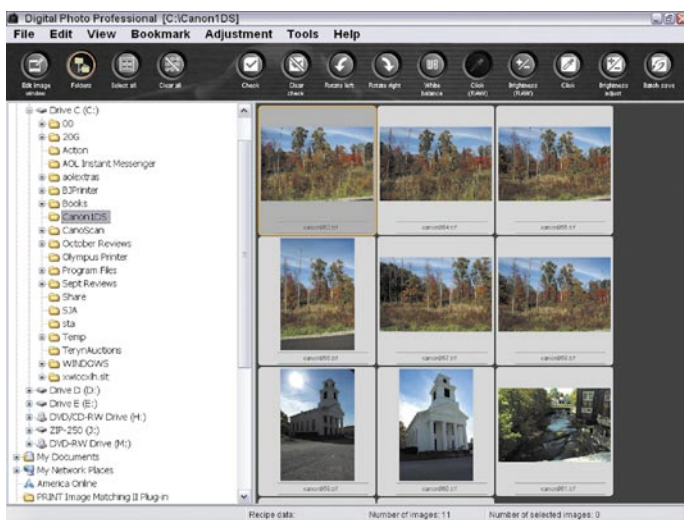 Digital Photo Professional [C:\Canon1DS]
File Edit View Bookmark Adjustment Tools Help
Edit image window
Folders
Select all
Clear all
Check
Clear check
Rotate left
Rotate right
White balance
Click (RAW)
Brightness (RAW)
Click
Brightness adjust
Batch save
Drive C (C:)
00
20G
Action
AOL Instant Messenger
aolextras
BJPrinter
Books
Canon1DS
CanoScan
October Reviews
Olympus Printer
Program Files
Sept Reviews
Share
SJA
sta
Temp
TerynAuctions
WINDOWS
Drive D (D:)
Drive E (E:)
DVD/CD-RW Drive (H:)
ZIP-250 (J:)
DVD-RW Drive (M:)
My Documents
My Network Places
America Online
PRINT Image Matching II Plug-in
Recipe data: Number of images: 11 Number of selected images: 0